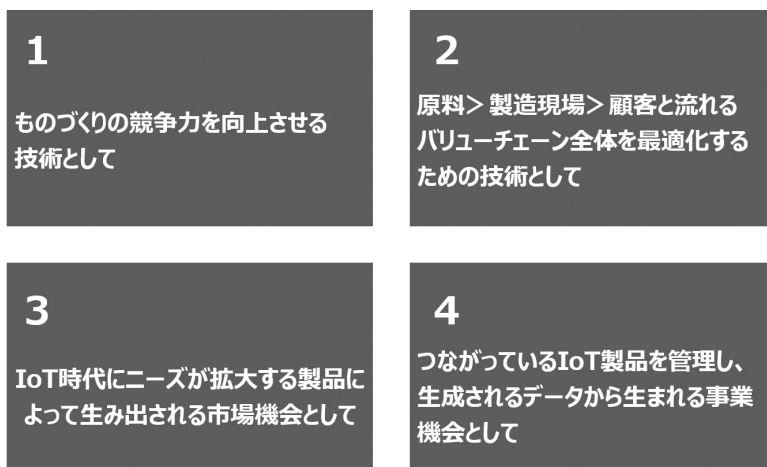 1
ものづくりの競争力を向上させる
技術として
2
原料＞製造現場＞顧客と流れる
バリューチェーン全体を最適化する
ための技術として
3
IoT時代にニーズが拡大する製品に
よって生み出される市場機会として
4
つながっているIoT製品を管理し、
生成されるデータから生まれる事業
機会として